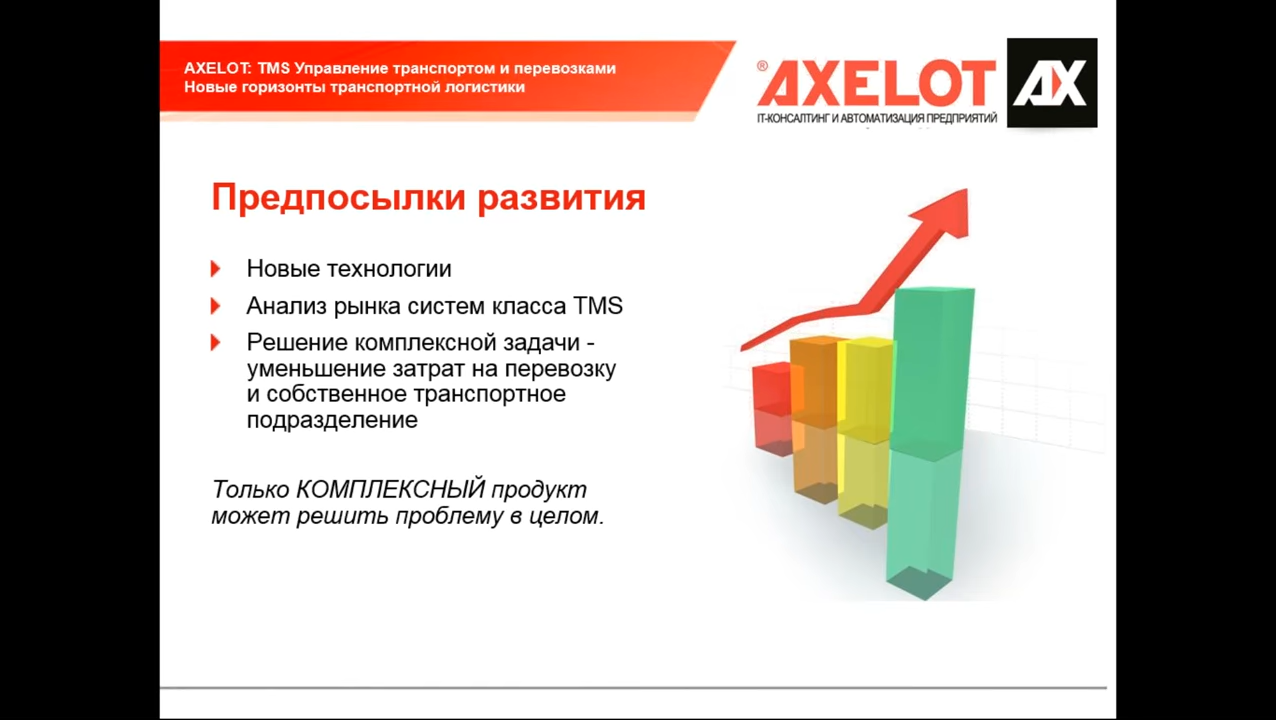 AXELOT: TMS Управление транспортом и перевозками
Новые горизонты транспортной логистики
® AXELOT AX
IT-КОНСАЛТИНГ И АВТОМАТИЗАЦИЯ ПРЕДПРИЯТИЙ
Предпосылки развития
Новые технологии
Анализ рынка систем класса TMS
Решение комплексной задачи -
уменьшение затрат на перевозку
и собственное транспортное
подразделение
Только КОМПЛЕКСНЫЙ продукт
может решить проблему в целом.